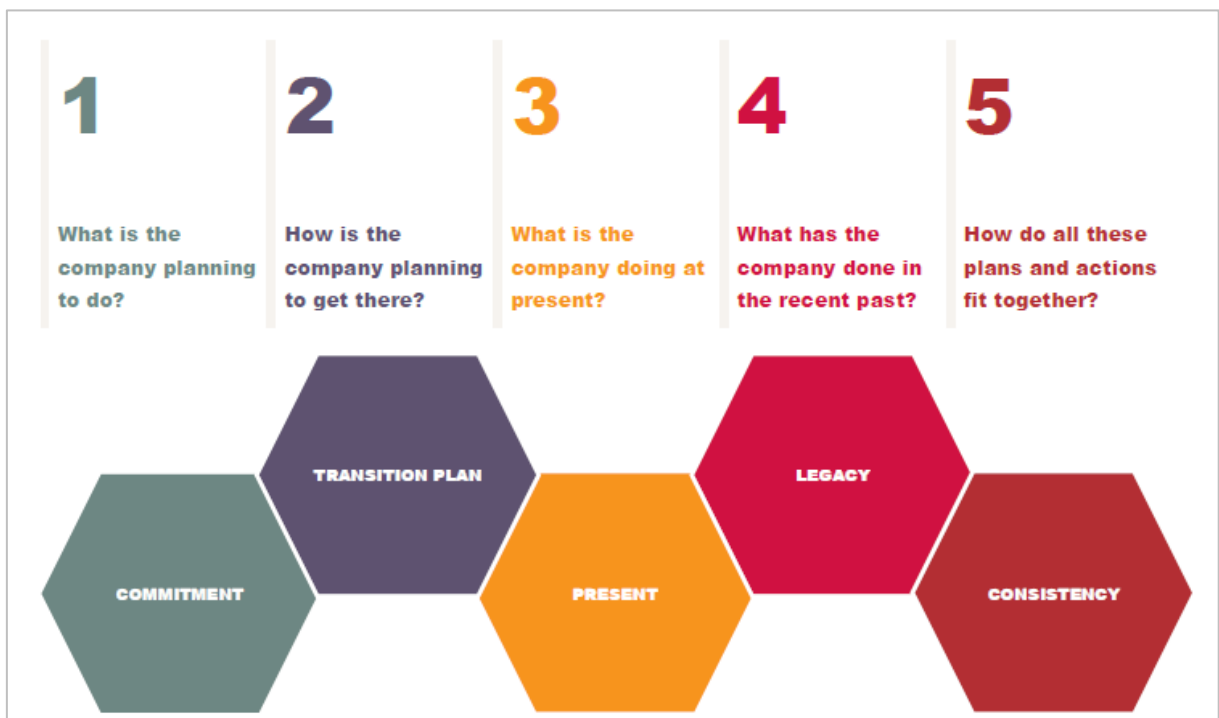 1
What is the
company planning
to do?
2
How is the
company planning
to get there?
3
What is the
company doing at
present?
4
What has the
company done in
the recent past?
5
How do all these
plans and actions
fit together?
COMMITMENT
TRANSITION PLAN
PRESENT
LEGACY
CONSISTENCY